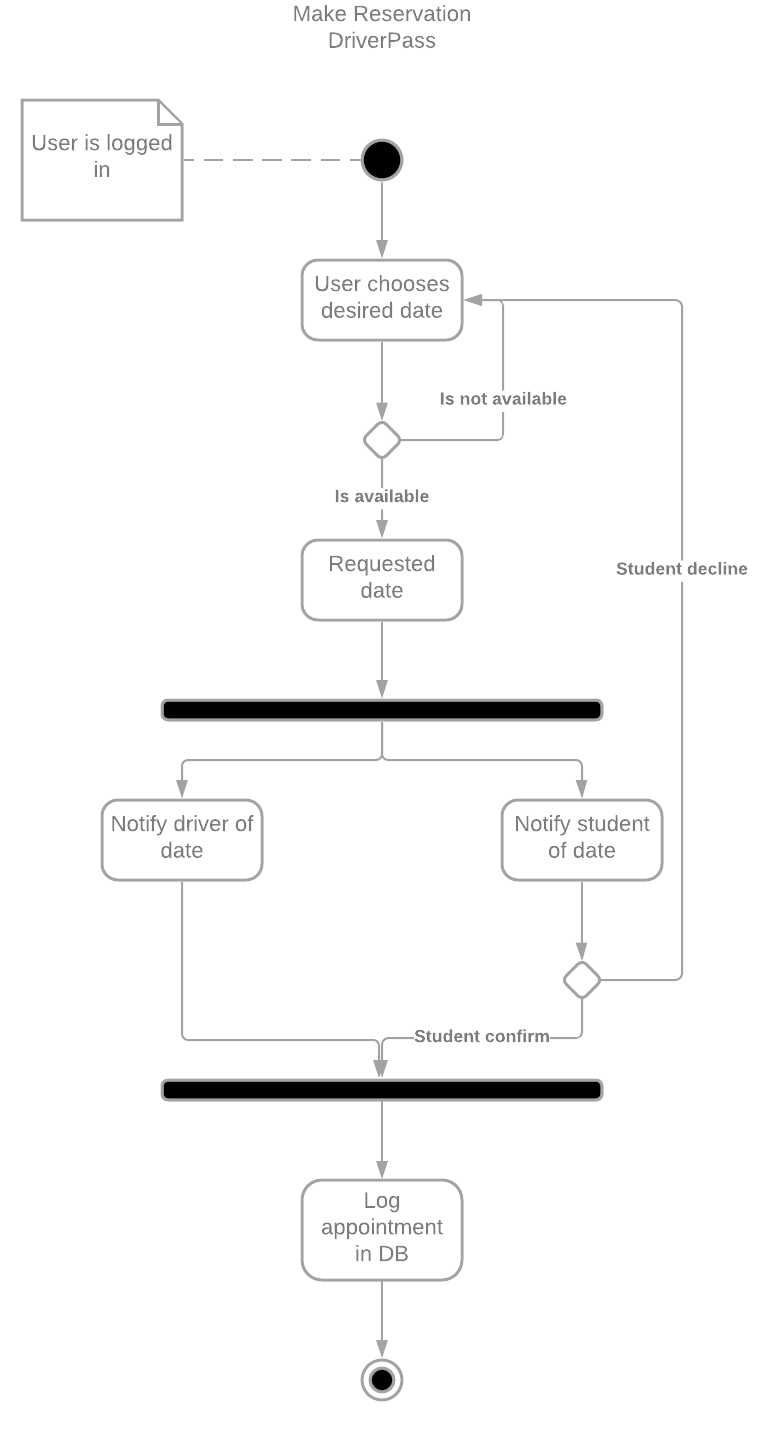 Make Reservation
DriverPass
User is logged
in
User chooses
desired date
Is not available
Is available
Requested
date
Student decline
Notify driver of
date
Notify student
of date
Student confirm
Log
appointment
in DB